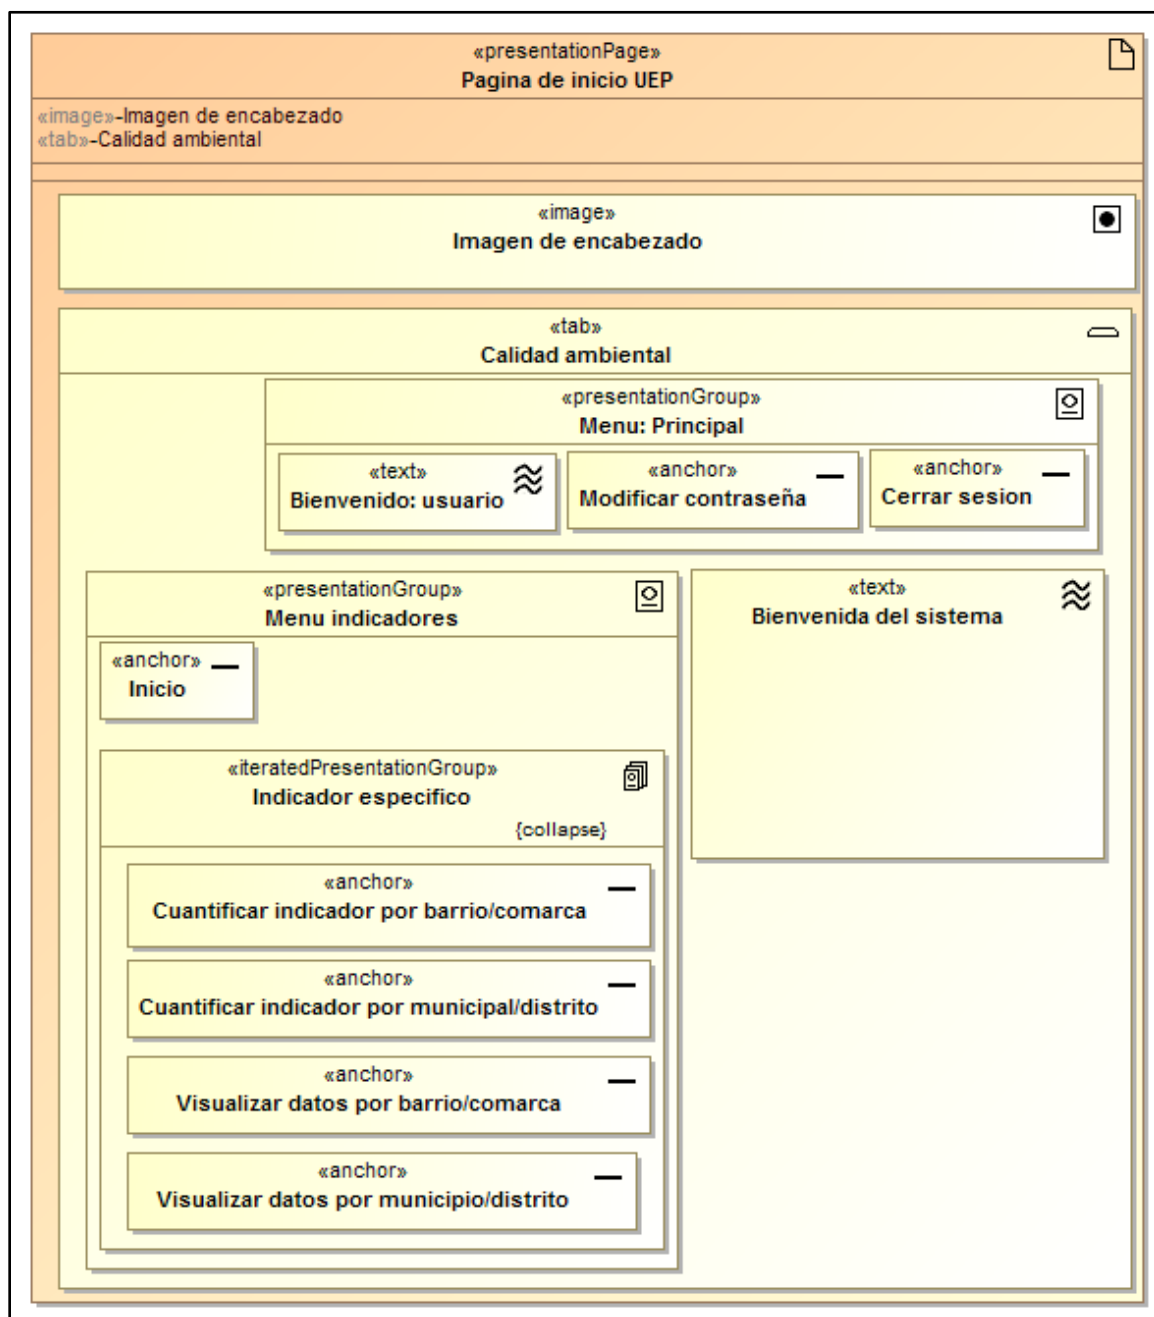 «presentationPage»
Pagina de inicio UEP
«image»-Imagen de encabezado
«tab»-Calidad ambiental
«image»
Imagen de encabezado
«tab»
Calidad ambiental
«presentationGroup»
Menu: Principal
«text»
Bienvenido: usuario
«anchor»
Modificar contraseña
«anchor»
Cerrar sesion
«presentationGroup»
Menu indicadores
«anchor»
Inicio
«iteratedPresentationGroup»
Indicador especifico
{collapse}
«anchor»
Cuantificar indicador por barrio/comarca
«anchor»
Cuantificar indicador por municipal/distrito
«anchor»
Visualizar datos por barrio/comarca
«anchor»
Visualizar datos por municipio/distrito
«text»
Bienvenida del sistema